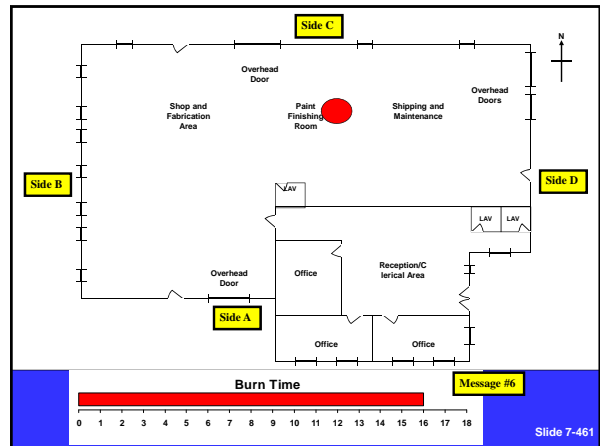 Side C
N
Overhead
Door
Overhead
Doors
Shop and
Fabrication
Area
Paint
Finishing
Room
Shipping and
Maintenance
Side B
Side D
LAV
LAV
LAV
Office
Reception/C
lerical Area
Overhead
Door
Side A
Office
Office
Message #6
Burn Time
0 1 2 3 4 5 6 7 8 9 10 11 12 13 14 15 16 17 18
Slide 7-461